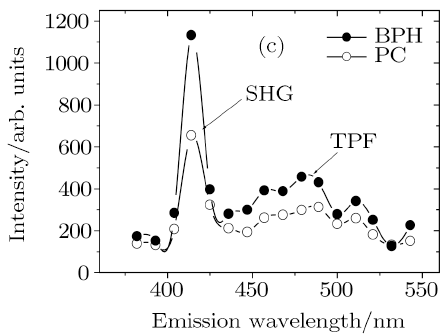 1200
1000
800
600
400
200
0
Intensity/arb. units
(c)
BPH
PC
SHG
TPF
400
450
500
550
Emission wavelength/nm